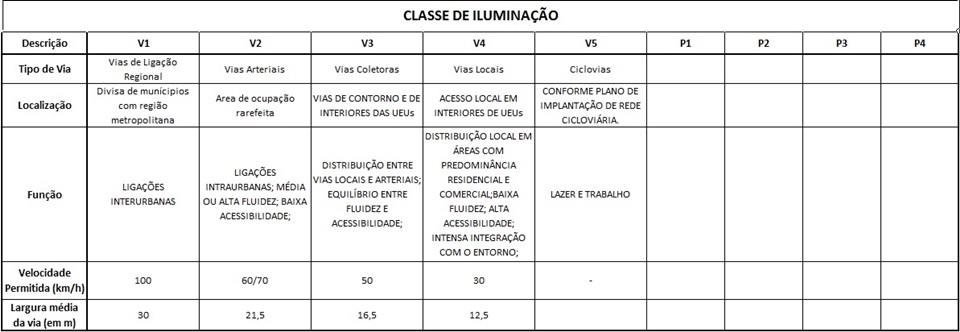 CLASSE DE ILUMINAÇÃO
Descrição V1 V2 V3 V4 V5 P1 P2 P3 P4
Tipo de Via
Vias de Ligação
Regional
Vias Arteriais
Vias Coletoras
Vias Locais
Ciclovias
Localização
Divisa de munícipios
com região
metropolitana
Area de ocupação
rarefeita
VIAS DE CONTORNO E DE
INTERIORES DAS UEUs
ACESSO LOCAL EM
INTERIORES DE UEUs
CONFORME PLANO DE
IMPLANTAÇÃO DE REDE
CICLOVIÁRIA.
Função
LIGAÇÕES
INTERURBANAS
LIGAÇÕES
INTRAURBANAS; MÉDIA
OU ALTA FLUIDEZ; BAIXA
ACESSIBILIDADE;
DISTRIBUIÇÃO ENTRE
VIAS LOCAIS E ARTERIAIS;
EQUILÍBRIO ENTRE
FLUIDEZ E
ACESSIBILIDADE;
DISTRIBUIÇÃO LOCAL EM
ÁREAS COM
PREDOMINÂNCIA
RESIDENCIAL E
COMERCIAL;BAIXA
FLUIDEZ; ALTA
ACESSIBILIDADE;
INTENSA INTEGRAÇÃO
COM O ENTORNO;
LAZER E TRABALHO
Velocidade
Permitida (km/h)
100 60/70 50 30 -
Largura média
da via (em m)
30 21,5 16,5 12,5